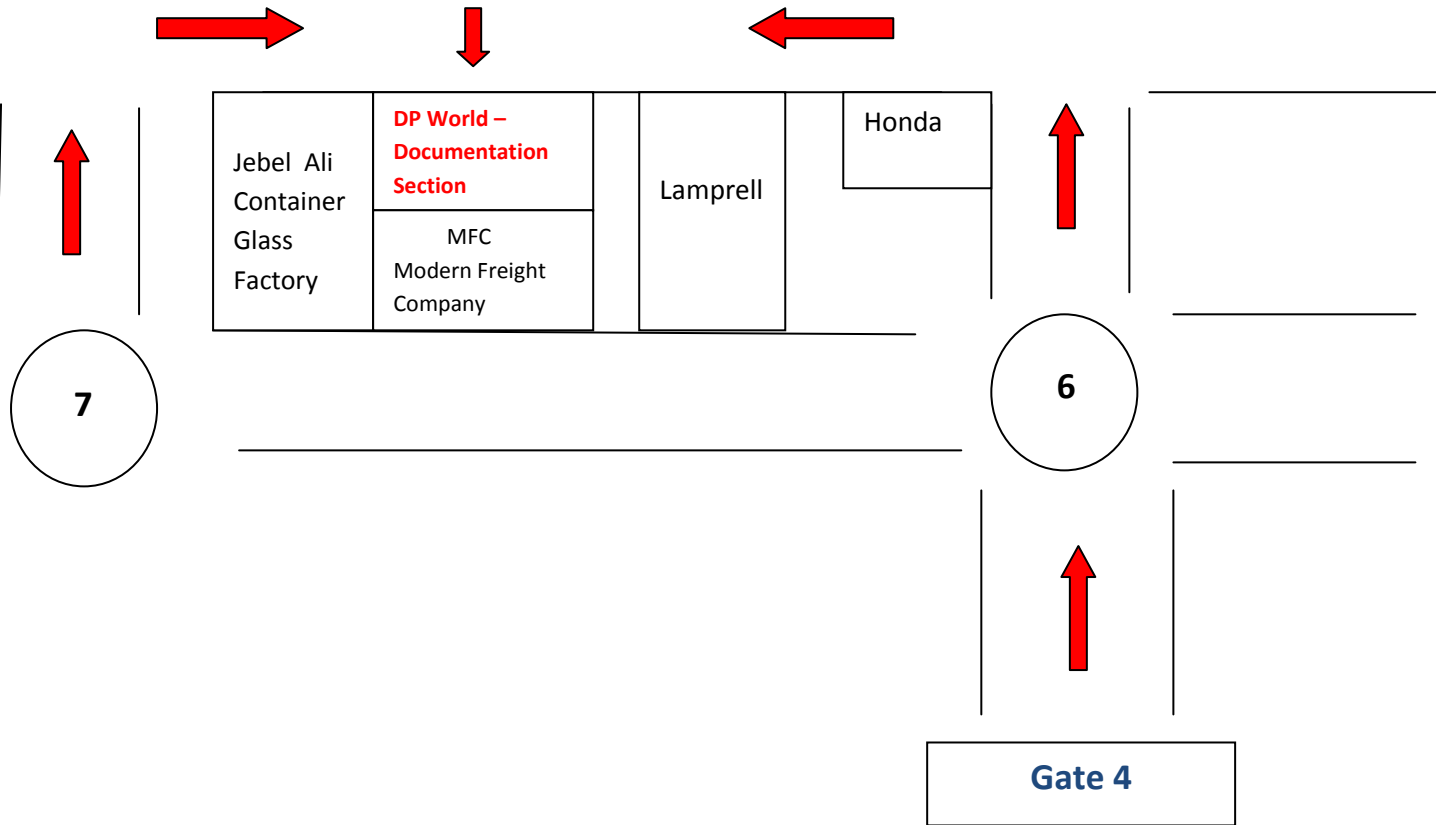 Jebel Ali
Container
Glass
Factory
DP World –
Documentation
Section
MFC
Modern Freight
Company
Lamprell
Honda
7
6
Gate 4